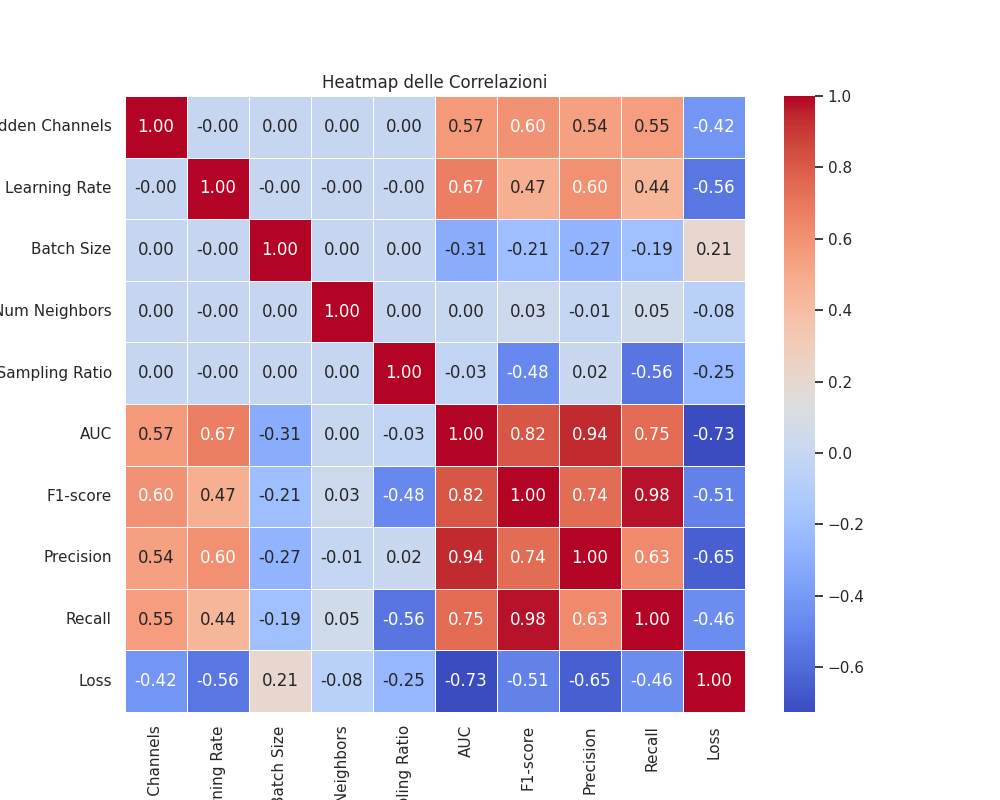 Heatmap delle Correlazioni
dden Channels 1.00 -0.00 0.00 0.00 0.00 0.57 0.60 0.54 0.55 -0.42
Learning Rate -0.00 1.00 -0.00 -0.00 -0.00 0.67 0.47 0.60 0.44 -0.56
Batch Size 0.00 -0.00 1.00 0.00 0.00 -0.31 -0.21 -0.27 -0.19 0.21
Num Neighbors 0.00 -0.00 0.00 1.00 0.00 0.00 0.03 -0.01 0.05 -0.08
Sampling Ratio 0.00 -0.00 0.00 0.00 1.00 -0.03 -0.48 0.02 -0.56 -0.25
AUC 0.57 0.67 -0.31 0.00 -0.03 1.00 0.82 0.94 0.75 -0.73
F1-score 0.60 0.47 -0.21 0.03 -0.48 0.82 1.00 0.74 0.98 -0.51
Precision 0.54 0.60 -0.27 -0.01 0.02 0.94 0.74 1.00 0.63 -0.65
Recall 0.55 0.44 -0.19 0.05 -0.56 0.75 0.98 0.63 1.00 -0.46
Loss -0.42 -0.56 0.21 -0.08 -0.25 -0.73 -0.51 -0.65 -0.46 1.00
Channels
rning Rate
Batch Size
Neighbors
pling Ratio
AUC
F1-score
Precision
Recall
Loss
1.0
0.8
0.6
0.4
0.2
0.0
−0.2
−0.4
−0.6